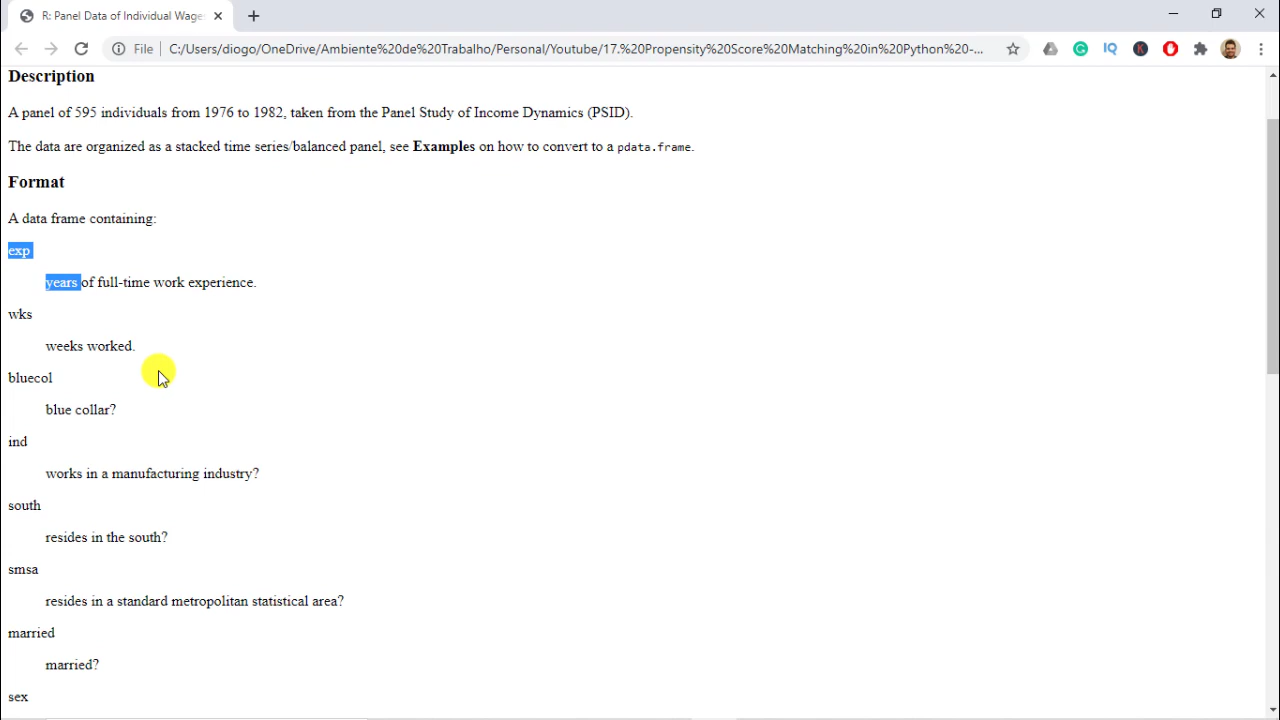 R: Panel Data of Individual Wage
File
C:/Users/diogo/OneDrive/Ambiente%20de%20Trabalho/Personal/Youtube/17.%20Propensity%20Score%20Matching%20in%20Python%20-...
IQ
K
Description
A panel of 595 individuals from 1976 to 1982, taken from the Panel Study of Income Dynamics (PSID).
The data are organized as a stacked time series/balanced panel, see Examples on how to convert to a pdata.frame.
Format
A data frame containing:
exp
years of full-time work experience.
wks
weeks worked.
bluecol
blue collar?
ind
works in a manufacturing industry?
south
resides in the south?
smsa
resides in a standard metropolitan statistical area?
married
married?
sex